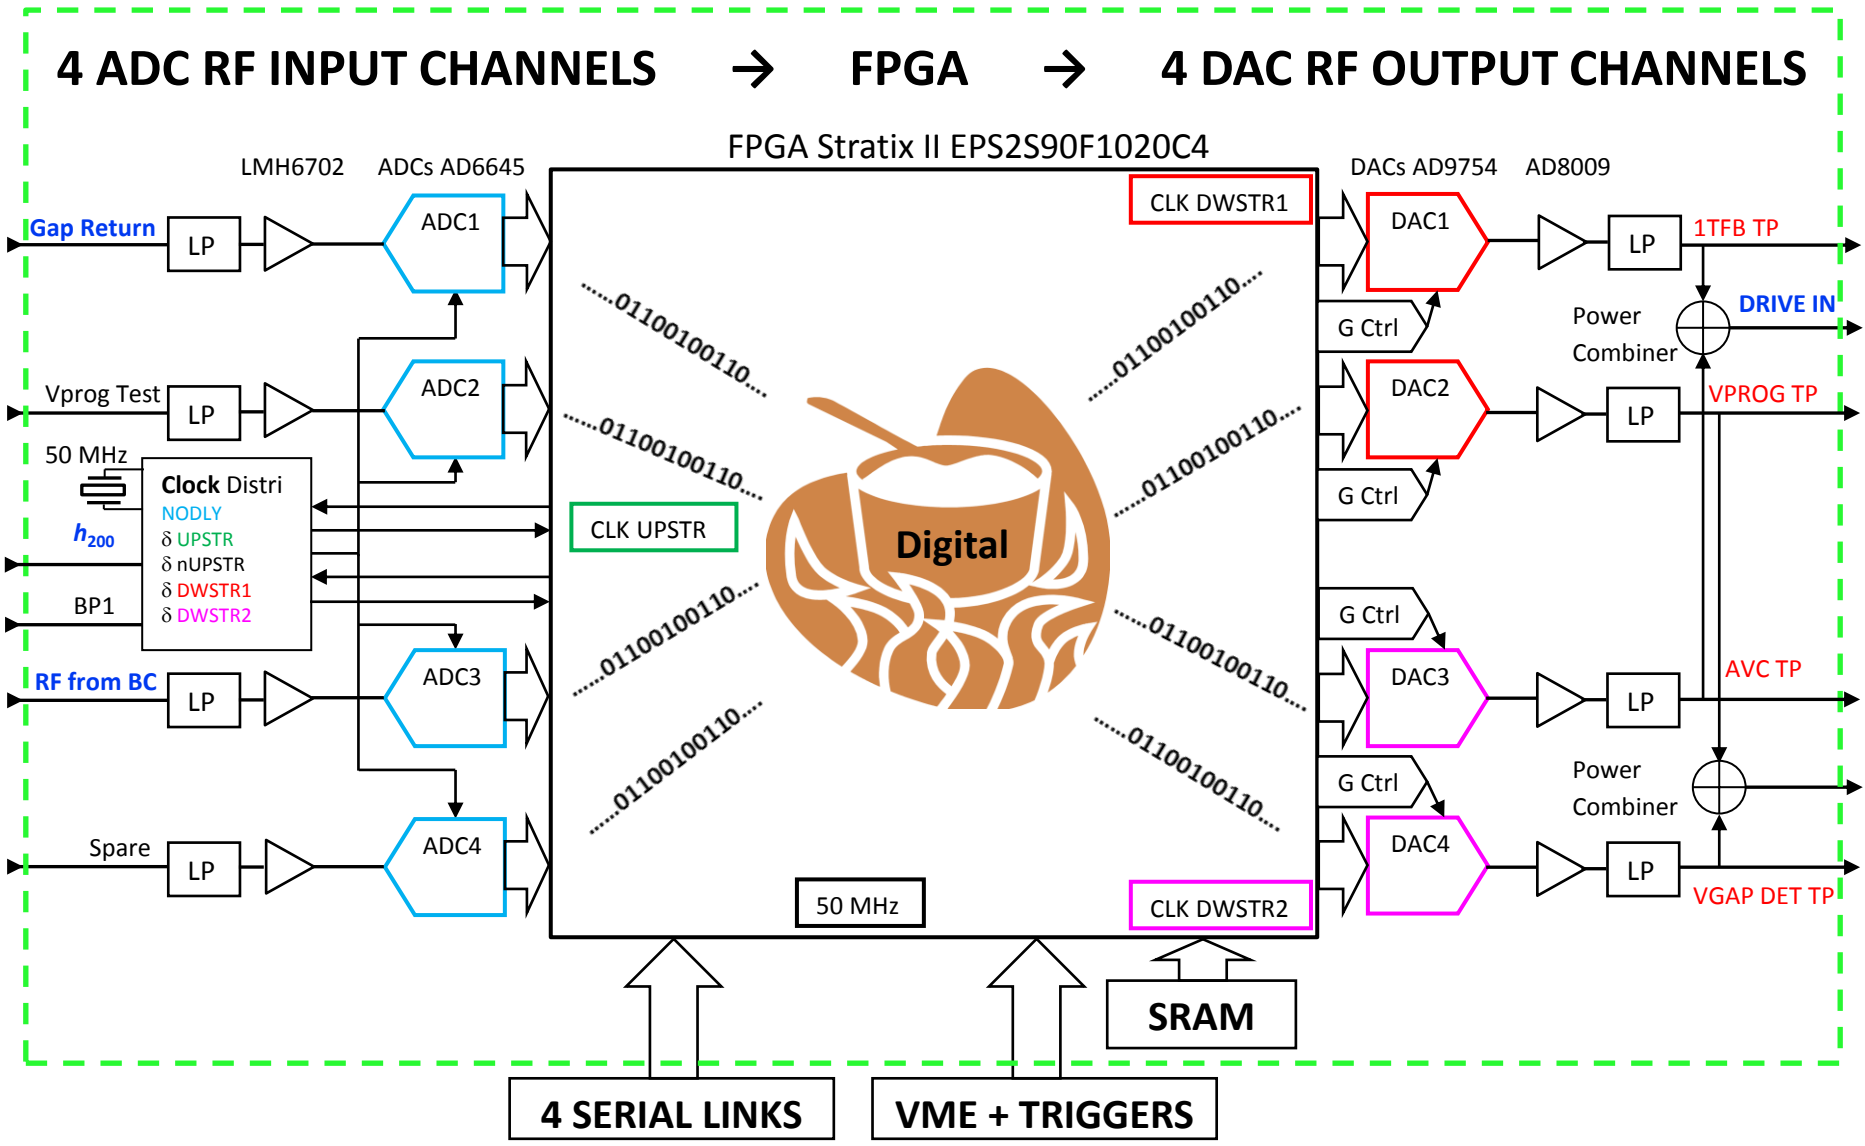 4 ADC RF INPUT CHANNELS → FPGA → 4 DAC RF OUTPUT CHANNELS
FPGA Stratix II EPS2S90F1020C4
LMH6702 ADCs AD6645
DACs AD9754 AD8009
Gap Return
LP
ADC1
CLK DWSTR1
DAC1
LP
1TFB TP
......01100100110....
......01100100110....
G Ctrl
Power
Combiner
DRIVE IN
Vprog Test
LP
ADC2
DAC2
LP
VPROG TP
......01100100110....
......01100100110....
G Ctrl
50 MHz
Clock Distri
NODLY
δ UPSTR
δ nUPSTR
δ DWSTR1
δ DWSTR2
h200
BP1
CLK UPSTR
Digital
G Ctrl
RF from BC
LP
ADC3
......01100100110....
......01100100110....
DAC3
LP
AVC TP
G Ctrl
Power
Combiner
Spare
LP
ADC4
......01100100110....
......01100100110....
DAC4
LP
VGAP DET TP
50 MHz
CLK DWSTR2
SRAM
4 SERIAL LINKS
VME + TRIGGERS